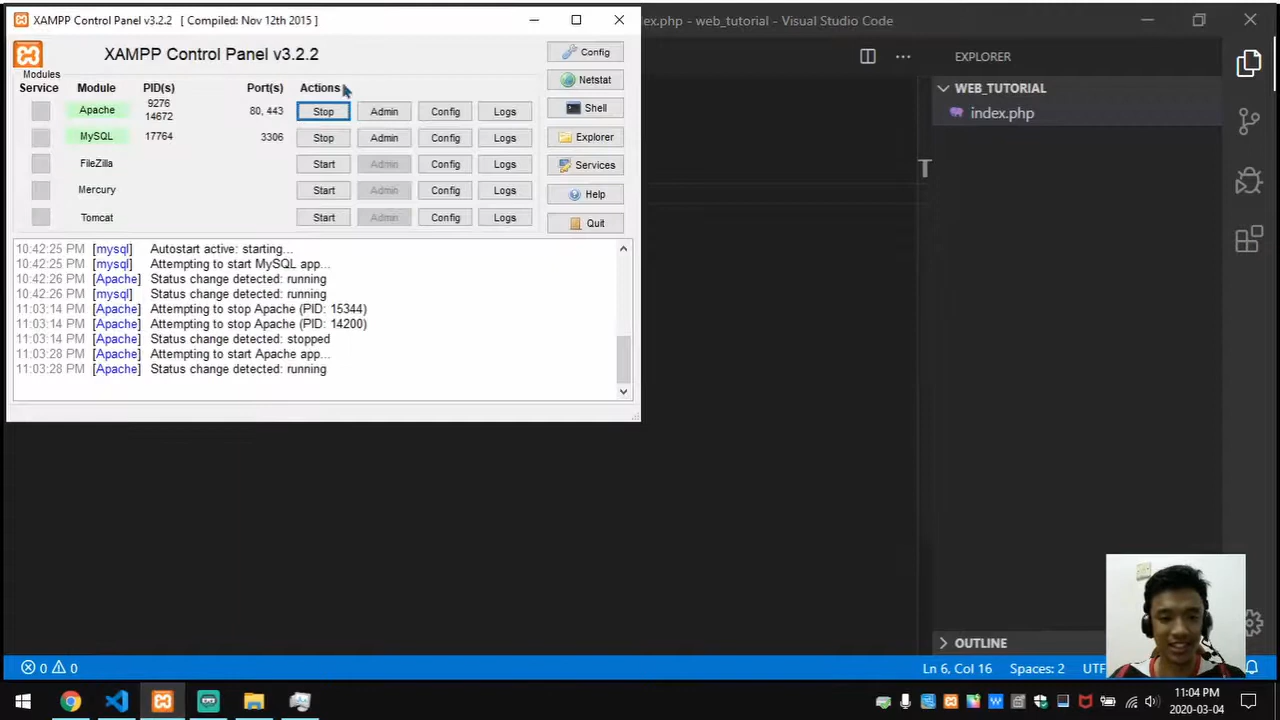 XAMPP Control Panel v3.2.2 [ Compiled: Nov 12th 2015 ]
ex.php - web_tutorial - Visual Studio Code
XAMPP Control Panel v3.2.2
Config
EXPLORER
Modules
Service Module PID(s) Port(s) Actions
Netstat
WEB_TUTORIAL
Apache 9276 14672 80, 443 Stop Admin Config Logs
Shell
index.php
MySQL 17764 3306 Stop Admin Config Logs
Explorer
FileZilla Start Admin Config Logs
Services
T
Mercury Start Admin Config Logs
Help
Tomcat Start Admin Config Logs
Quit
10:42:25 PM [mysql] Autostart active: starting...
10:42:25 PM [mysql] Attempting to start MySQL app...
10:42:26 PM [Apache] Status change detected: running
10:42:26 PM [mysql] Status change detected: running
11:03:14 PM [Apache] Attempting to stop Apache (PID: 15344)
11:03:14 PM [Apache] Attempting to stop Apache (PID: 14200)
11:03:14 PM [Apache] Status change detected: stopped
11:03:28 PM [Apache] Attempting to start Apache app...
11:03:28 PM [Apache] Status change detected: running
OUTLINE
0 0 Ln 6, Col 16 Spaces: 2 UTF
11:04 PM
2020-03-04